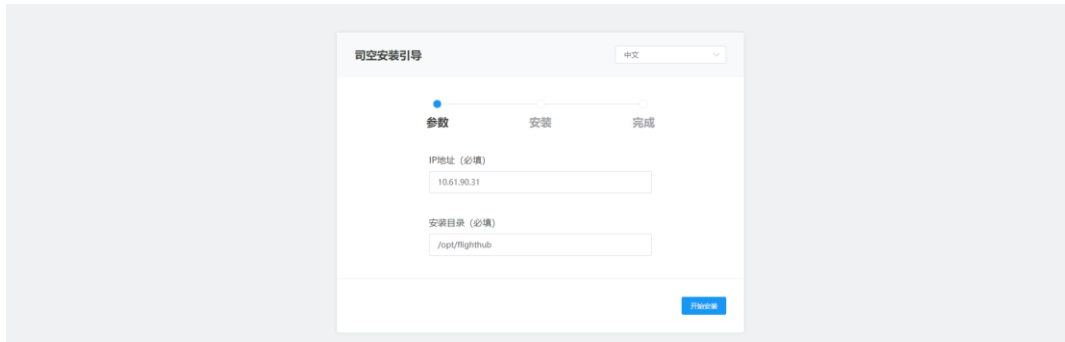 司空安装引导
中文
参数 安装 完成
IP地址（必填）
10.61.90.31
安装目录（必填）
/opt/flighthub
开始安装